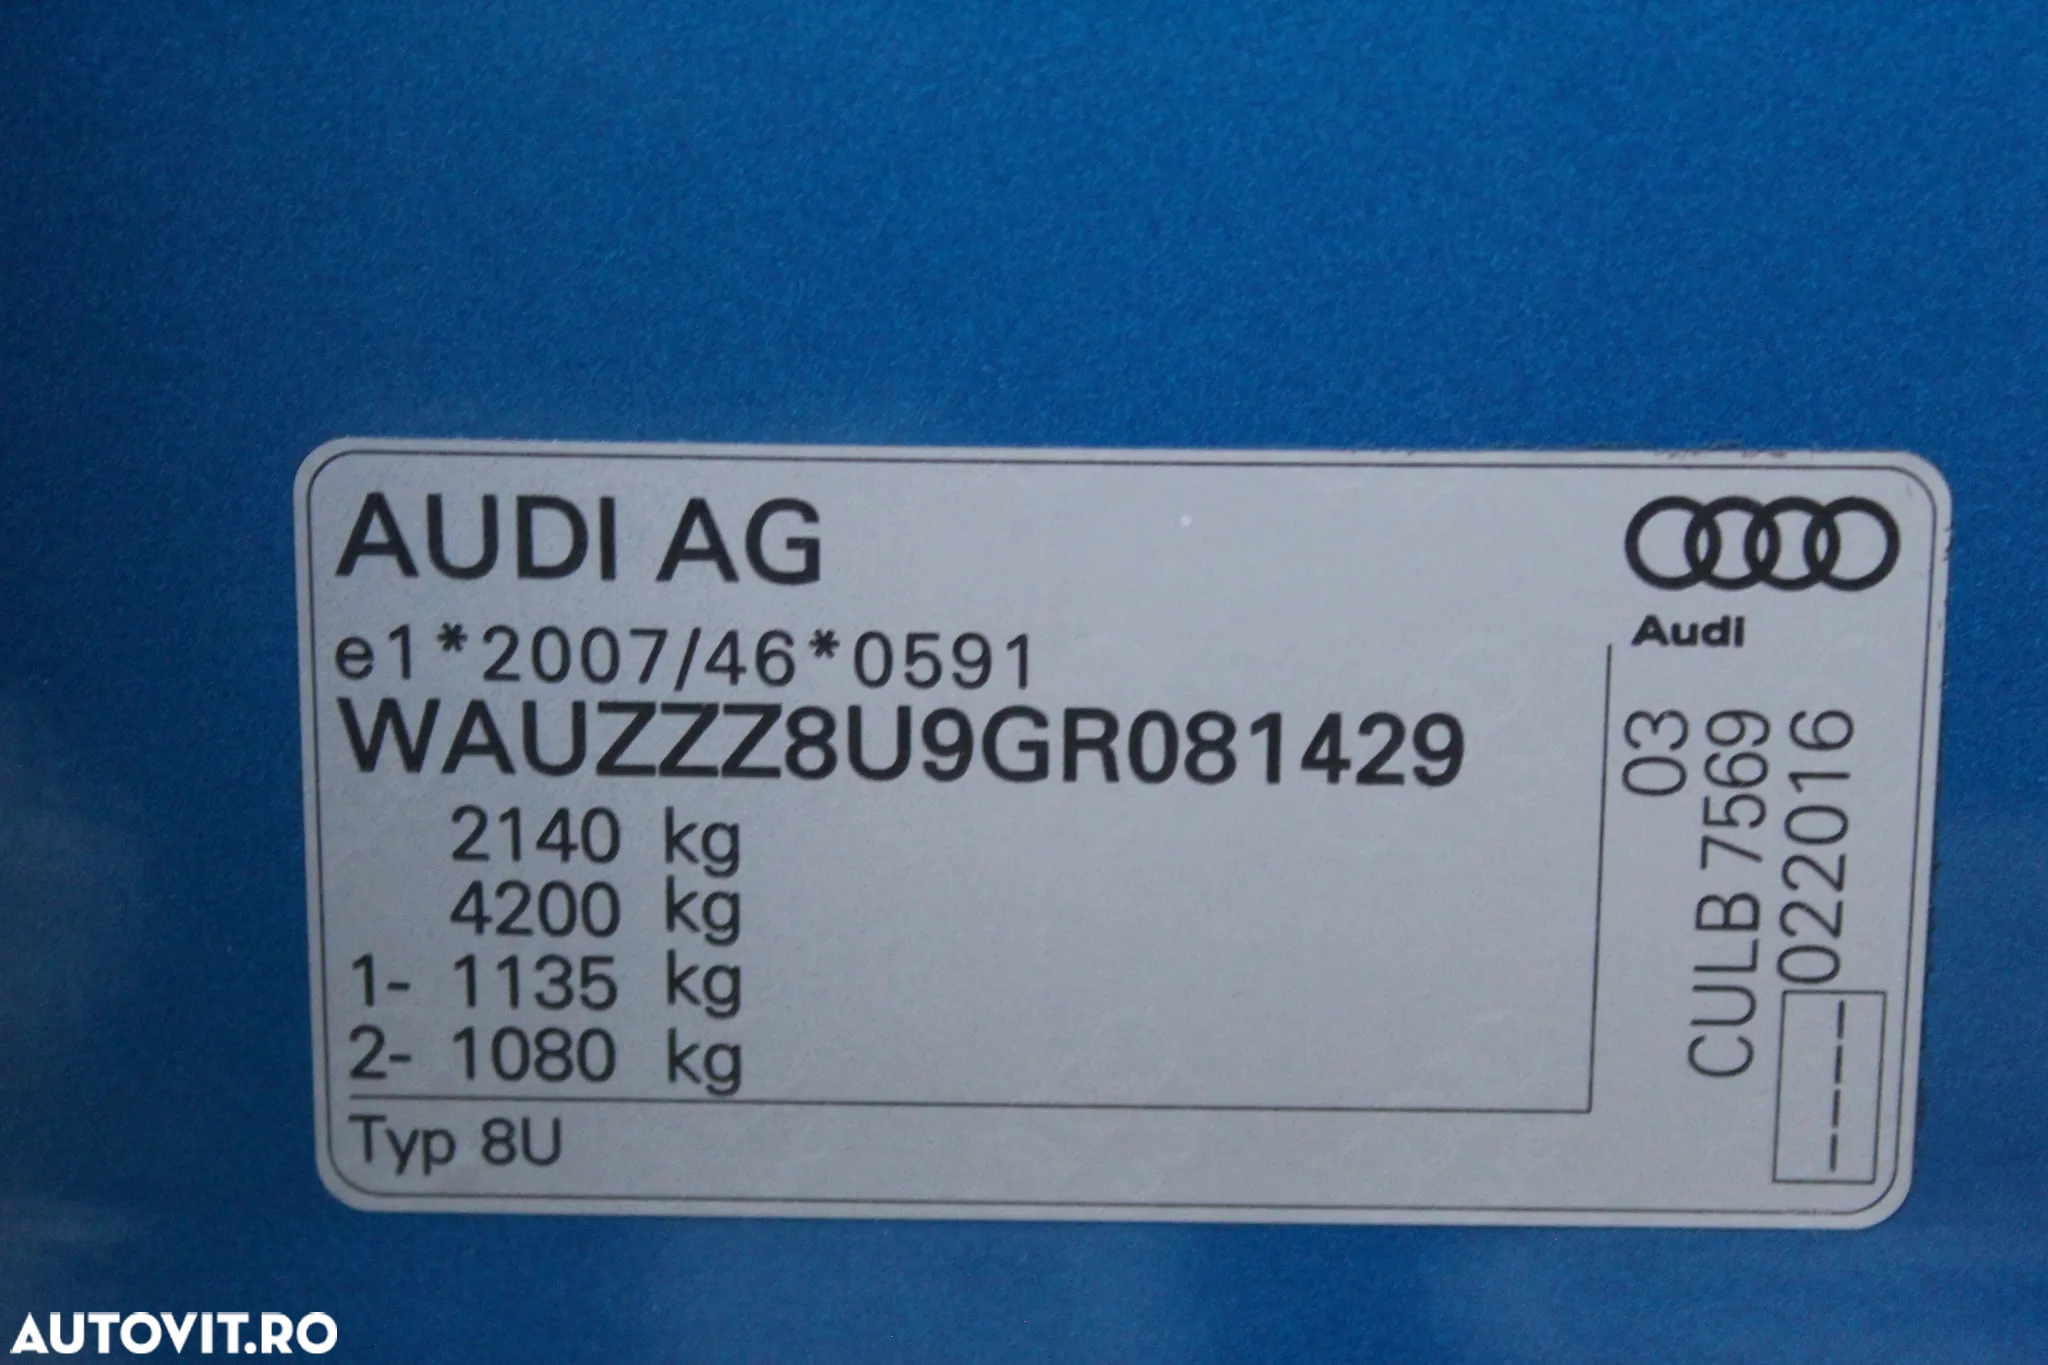 AUDI AG
e1*2007/46*0591
WAUZZZ8U9GR081429
2140 kg
4200 kg
1- 1135 kg
2- 1080 kg
Typ 8U
Audi
03
CULB 7569
022016
-----
AUTOVIT.RO